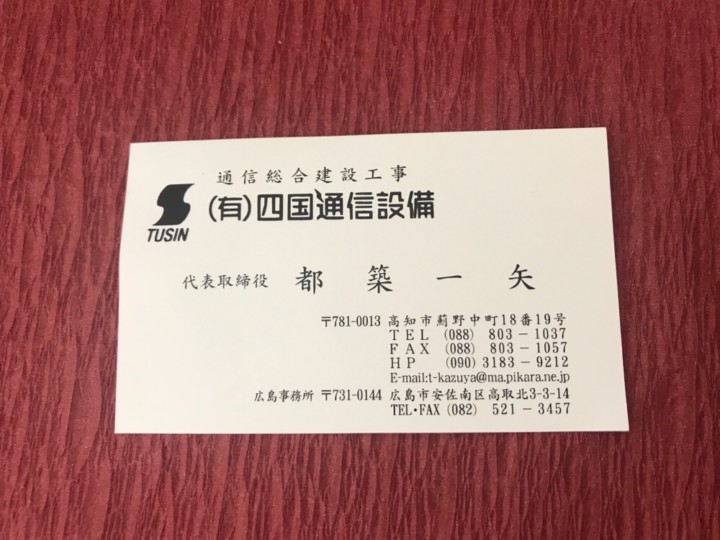 通信総合建設工事
TUSIN
(有)四国通信設備
代表取締役 都築一矢
〒781-0013 高知市薊野中町18番19号
TEL (088) 803-1037
FAX (088) 803-1057
HP (090) 3183-9212
E-mail:t-kazuya@ma.pikara.ne.jp
広島事務所 〒731-0144 広島市安佐南区高取北3-3-14
TEL・FAX (082) 521-3457